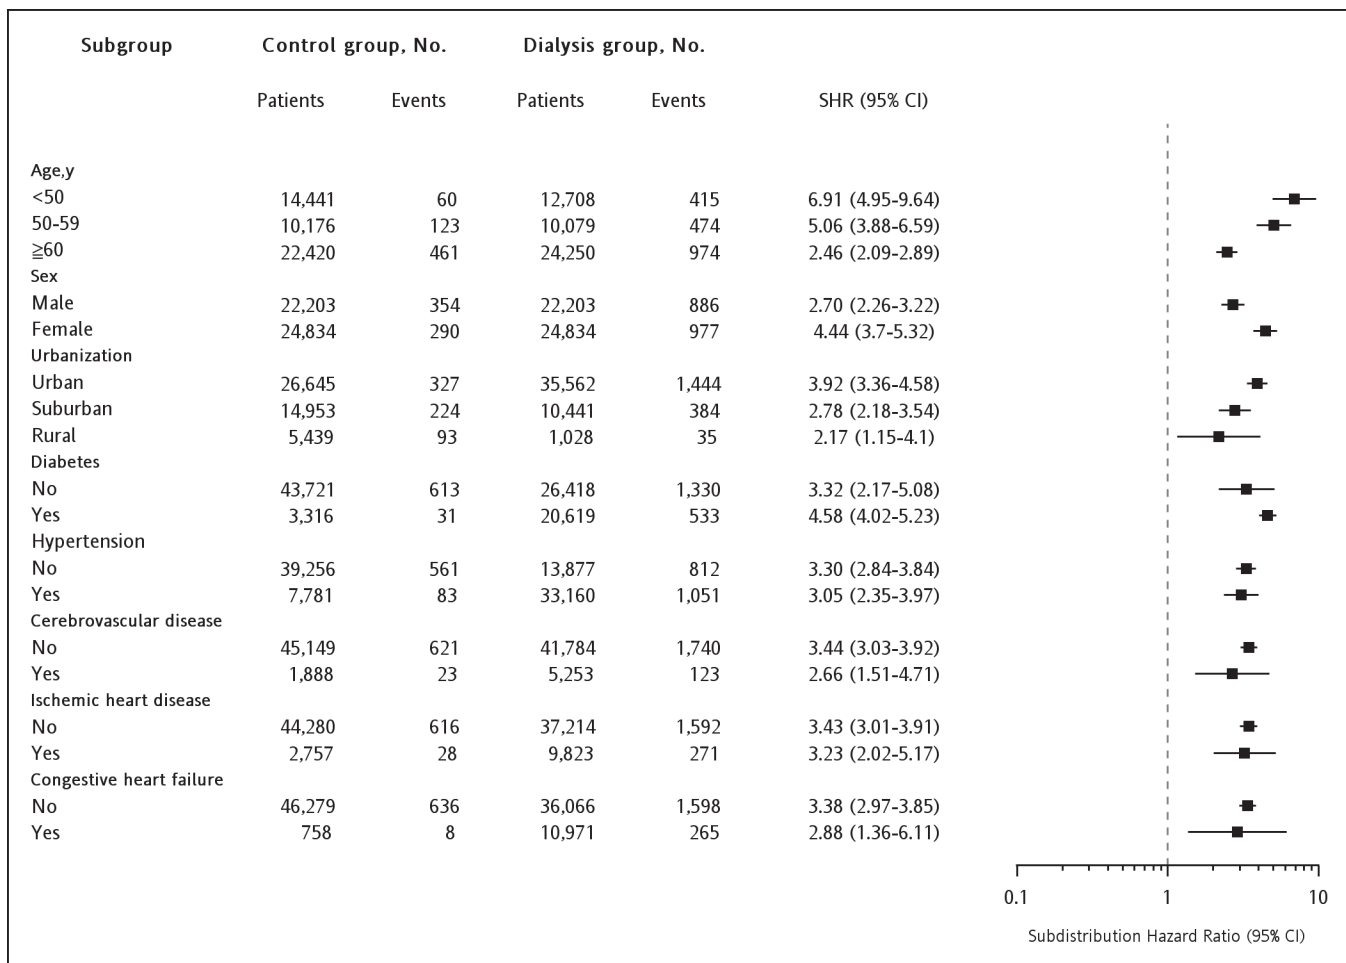 Subgroup Control group, No. Dialysis group, No.
Patients Events Patients Events SHR (95% CI)
Age,y
<50 14,441 60 12,708 415 6.91 (4.95-9.64)
50-59 10,176 123 10,079 474 5.06 (3.88-6.59)
≧60 22,420 461 24,250 974 2.46 (2.09-2.89)
Sex
Male 22,203 354 22,203 886 2.70 (2.26-3.22)
Female 24,834 290 24,834 977 4.44 (3.7-5.32)
Urbanization
Urban 26,645 327 35,562 1,444 3.92 (3.36-4.58)
Suburban 14,953 224 10,441 384 2.78 (2.18-3.54)
Rural 5,439 93 1,028 35 2.17 (1.15-4.1)
Diabetes
No 43,721 613 26,418 1,330 3.32 (2.17-5.08)
Yes 3,316 31 20,619 533 4.58 (4.02-5.23)
Hypertension
No 39,256 561 13,877 812 3.30 (2.84-3.84)
Yes 7,781 83 33,160 1,051 3.05 (2.35-3.97)
Cerebrovascular disease
No 45,149 621 41,784 1,740 3.44 (3.03-3.92)
Yes 1,888 23 5,253 123 2.66 (1.51-4.71)
Ischemic heart disease
No 44,280 616 37,214 1,592 3.43 (3.01-3.91)
Yes 2,757 28 9,823 271 3.23 (2.02-5.17)
Congestive heart failure
No 46,279 636 36,066 1,598 3.38 (2.97-3.85)
Yes 758 8 10,971 265 2.88 (1.36-6.11)
0.1 1 10
Subdistribution Hazard Ratio (95% CI)